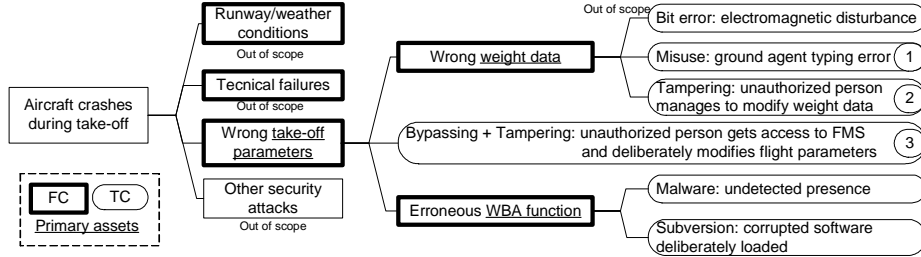 Runway/weather
conditions
Out of scope
Tecnical failures
Out of scope
Aircraft crashes
during take-off
Wrong take-off
parameters
Other security
attacks
Out of scope
FC
TC
Primary assets
Wrong weight data
Out of scope
Bit error: electromagnetic disturbance
Misuse: ground agent typing error 1
Tampering: unauthorized person
manages to modify weight data 2
Bypassing + Tampering: unauthorized person gets access to FMS
and deliberately modifies flight parameters 3
Erroneous WBA function
Malware: undetected presence
Subversion: corrupted software
deliberately loaded